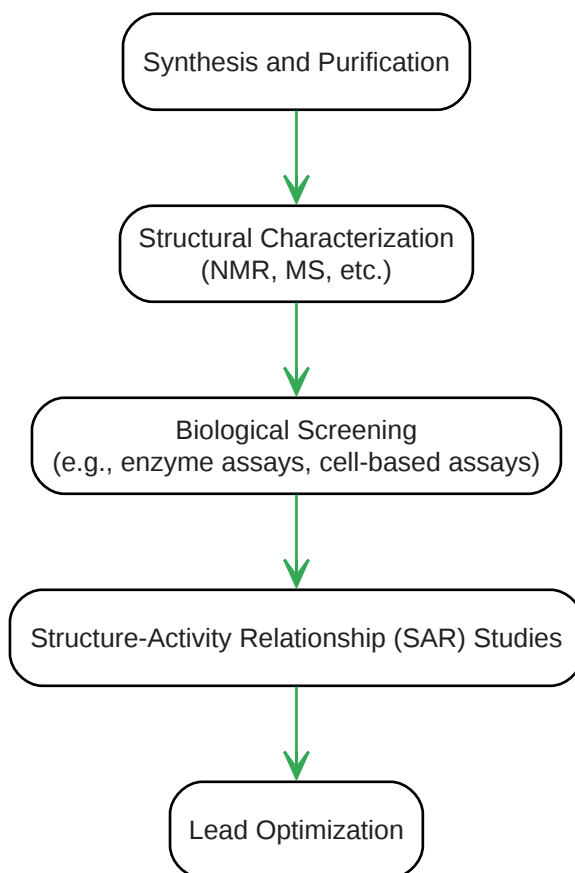 Synthesis and Purification
Structural Characterization
(NMR, MS, etc.)
Biological Screening
(e.g., enzyme assays, cell-based assays)
Structure-Activity Relationship (SAR) Studies
Lead Optimization